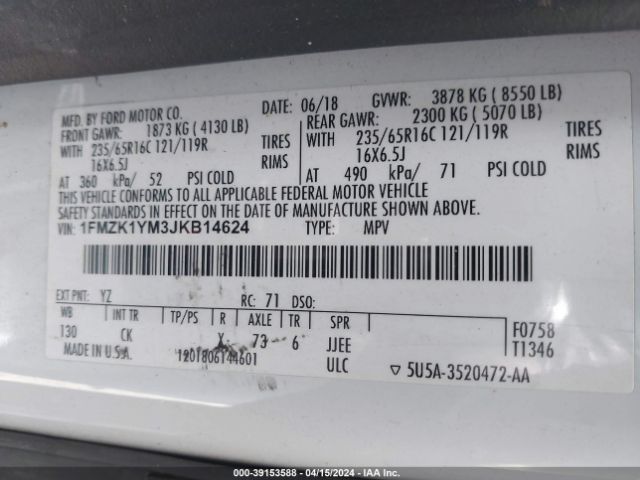 MFD. BY FORD MOTOR CO.
DATE: 06/18 GVWR: 3878 KG ( 8550 LB)
FRONT GAWR: 1873 KG ( 4130 LB)
REAR GAWR: 2300 KG ( 5070 LB)
WITH 235/65R16C 121/119R TIRES
WITH 235/65R16C 121/119R TIRES
16X6.5J RIMS
16X6.5J RIMS
AT 360 kPa/ 52 PSI COLD
AT 490 kPa/ 71 PSI COLD
THIS VEHICLE CONFORMS TO ALL APPLICABLE FEDERAL MOTOR VEHICLE
SAFETY STANDARDS IN EFFECT ON THE DATE OF MANUFACTURE SHOWN ABOVE.
VIN: 1FMZK1YM3JKB14624 TYPE: MPV
EXT PNT: YZ RC: 71 DSO:
WB INT TR TP/PS R AXLE TR SPR
130 CK X 73 6 JJEE
F0758
T1346
MADE IN U.S.A. 1201806144601 ULC
▽ 5U5A-3520472-AA
000-39153588 - 04/15/2024 - IAA Inc.